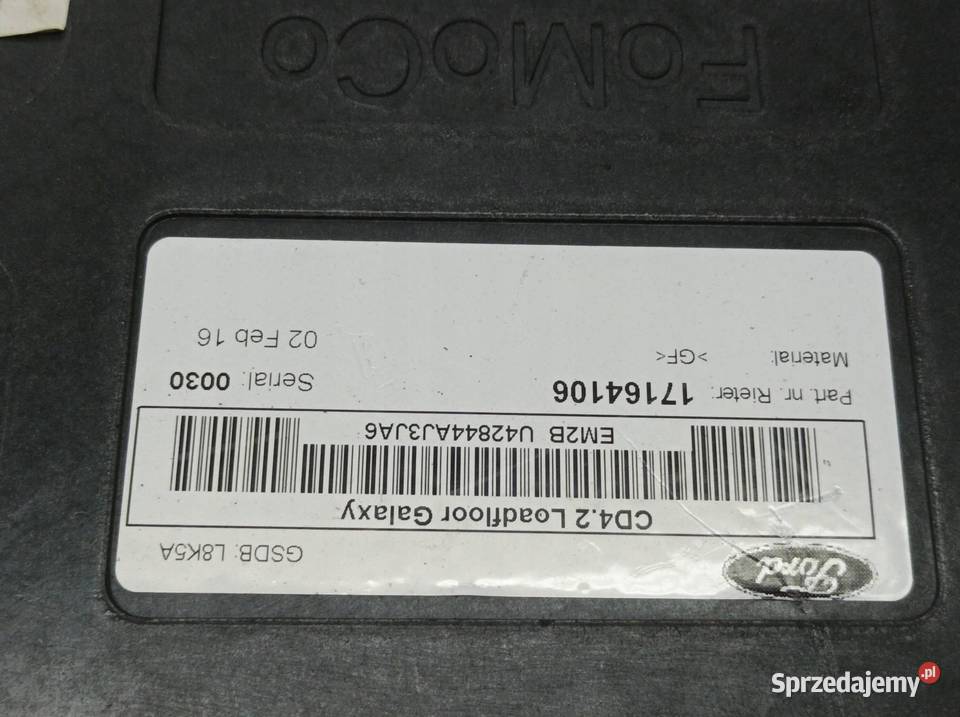 Ford
GSDB: L8K5A
CD4.2 Loadfloor Galaxy
EM2B U42844AJ3JA6
Part. nr. Rieter: 17164106
Serial: 0030
Material: >GF<
02 Feb 16
FoMoCo
Sprzedajemy.pl